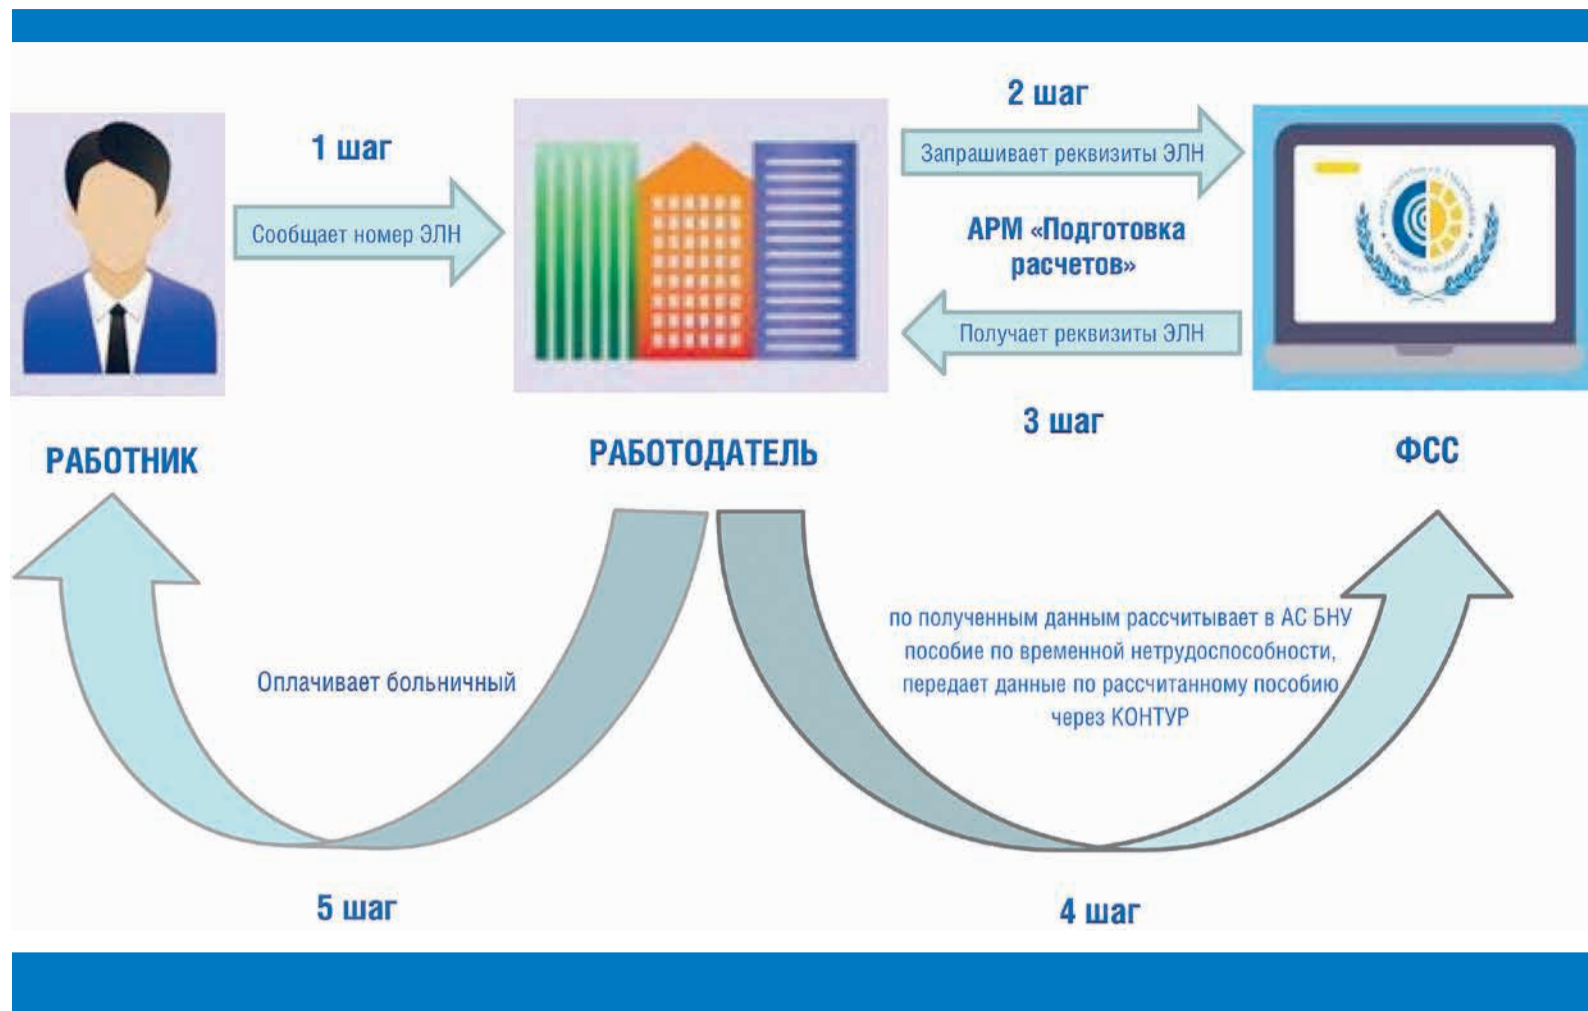 1 шаг
Сообщает номер ЭЛН
2 шаг
Запрашивает реквизиты ЭЛН
АРМ «Подготовка
расчетов»
Получает реквизиты ЭЛН
3 шаг
РАБОТНИК
РАБОТОДАТЕЛЬ
ФСС
Оплачивает больничный
по полученным данным рассчитывает в АС БНУ
пособие по временной нетрудоспособности,
передает данные по рассчитанному пособию
через КОНТУР
5 шаг
4 шаг